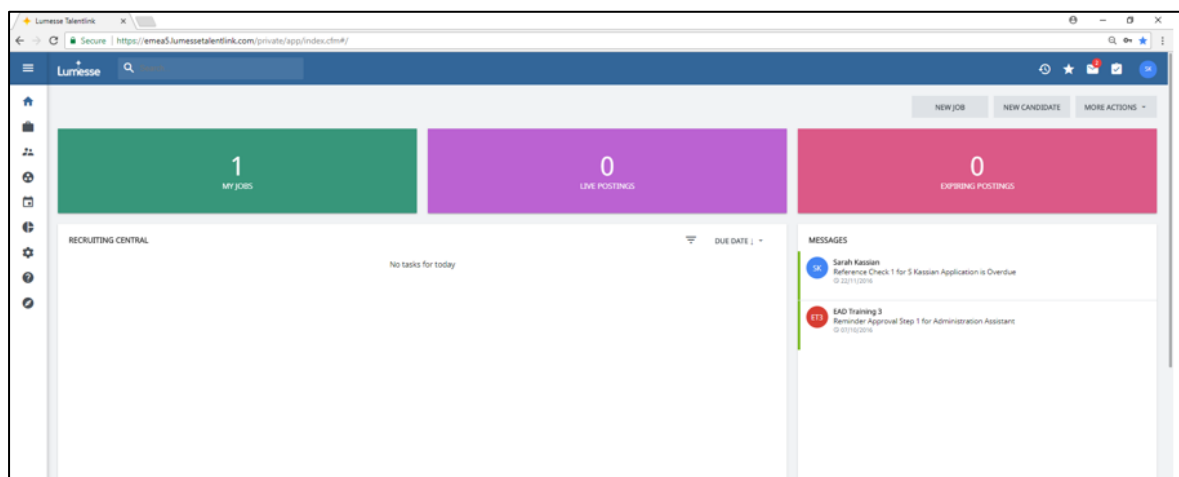 Lumesse Talentlink
Secure | https://emea5.lumessetalentlink.com/private/app/index.cfm#/
Lumesse
Search
2
SK
NEW JOB
NEW CANDIDATE
MORE ACTIONS
1
MY JOBS
0
LIVE POSTINGS
0
EXPIRING POSTINGS
RECRUITING CENTRAL
DUE DATE ↓
No tasks for today
MESSAGES
SK
Sarah Kassian
Reference Check 1 for S Kassian Application is Overdue
22/11/2016
ET3
EAD Training 3
Reminder Approval Step 1 for Administration Assistant
07/10/2016